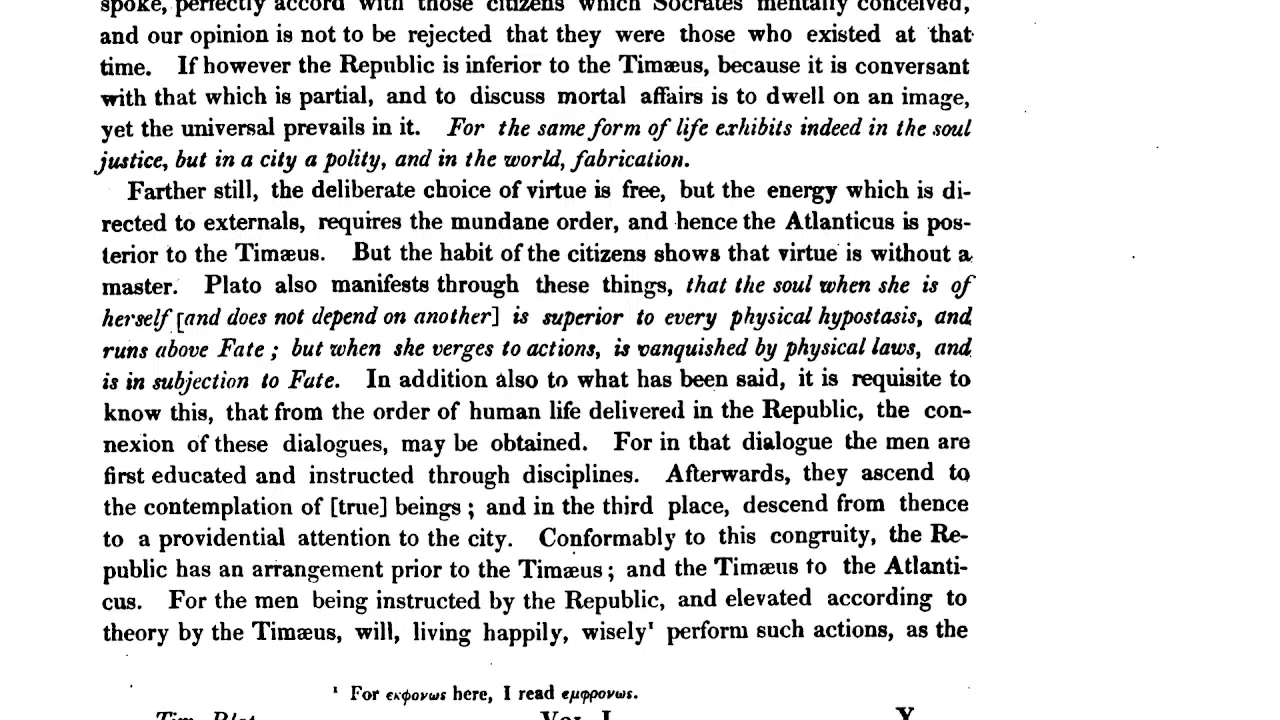 spoke, perfectly accord with those citizens which Socrates mentally conceived,
and our opinion is not to be rejected that they were those who existed at that
time. If however the Republic is inferior to the Timæus, because it is conversant
with that which is partial, and to discuss mortal affairs is to dwell on an image,
yet the universal prevails in it. For the same form of life exhibits indeed in the soul
justice, but in a city a polity, and in the world, fabrication.
Farther still, the deliberate choice of virtue is free, but the energy which is di-
rected to externals, requires the mundane order, and hence the Atlanticus is pos-
terior to the Timæus. But the habit of the citizens shows that virtue is without a
master. Plato also manifests through these things, that the soul when she is of
herself [and does not depend on another] is superior to every physical hypostasis, and
runs above Fate ; but when she verges to actions, is vanquished by physical laws, and
is in subjection to Fate. In addition also to what has been said, it is requisite to
know this, that from the order of human life delivered in the Republic, the con-
nexion of these dialogues, may be obtained. For in that dialogue the men are
first educated and instructed through disciplines. Afterwards, they ascend to
the contemplation of [true] beings ; and in the third place, descend from thence
to a providential attention to the city. Conformably to this congruity, the Re-
public has an arrangement prior to the Timæus ; and the Timæus to the Atlanti-
cus. For the men being instructed by the Republic, and elevated according to
theory by the Timæus, will, living happily, wisely¹ perform such actions, as the
¹ For εκφονως here, I read εμφρονως.
Tim. Plat. Vol. I. Y